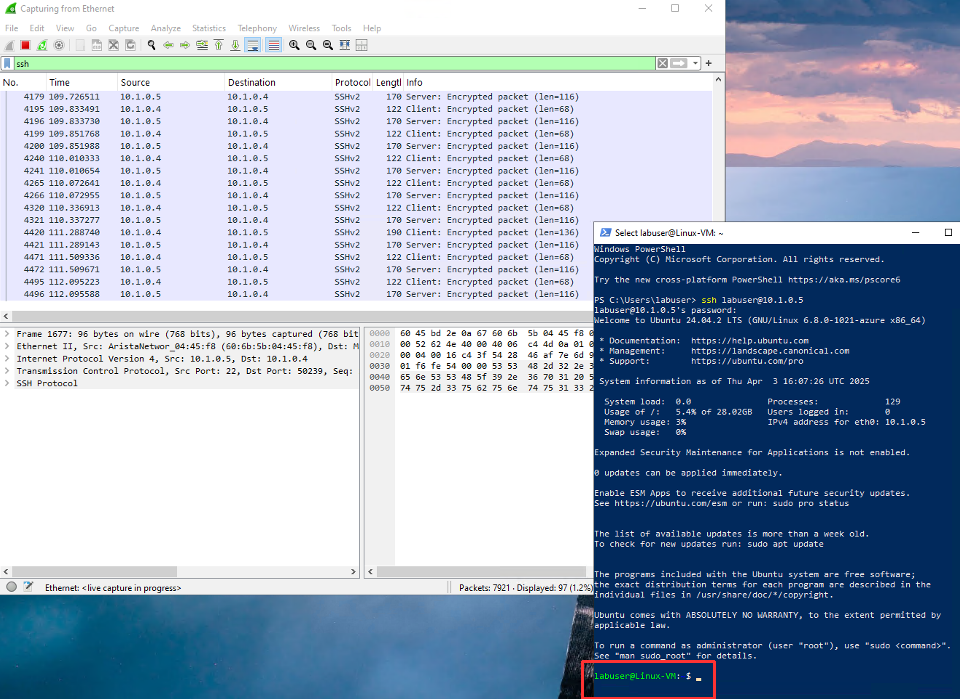 Capturing from Ethernet
File Edit View Go Capture Analyze Statistics Telephony Wireless Tools Help
ssh
No. Time Source Destination Protocol Lengtl Info
4179 109.726511 10.1.0.5 10.1.0.4 SSHv2 170 Server: Encrypted packet (len=116)
4195 109.833491 10.1.0.4 10.1.0.5 SSHv2 122 Client: Encrypted packet (len=68)
4196 109.833730 10.1.0.5 10.1.0.4 SSHv2 170 Server: Encrypted packet (len=116)
4199 109.851768 10.1.0.4 10.1.0.5 SSHv2 122 Client: Encrypted packet (len=68)
4200 109.851988 10.1.0.5 10.1.0.4 SSHv2 170 Server: Encrypted packet (len=116)
4240 110.010333 10.1.0.4 10.1.0.5 SSHv2 122 Client: Encrypted packet (len=68)
4241 110.010654 10.1.0.5 10.1.0.4 SSHv2 170 Server: Encrypted packet (len=116)
4265 110.072641 10.1.0.4 10.1.0.5 SSHv2 122 Client: Encrypted packet (len=68)
4266 110.072955 10.1.0.5 10.1.0.4 SSHv2 170 Server: Encrypted packet (len=116)
4320 110.336913 10.1.0.4 10.1.0.5 SSHv2 122 Client: Encrypted packet (len=68)
4321 110.337277 10.1.0.5 10.1.0.4 SSHv2 170 Server: Encrypted packet (len=116)
4420 111.288740 10.1.0.4 10.1.0.5 SSHv2 190 Client: Encrypted packet (len=136)
4421 111.289143 10.1.0.5 10.1.0.4 SSHv2 170 Server: Encrypted packet (len=116)
4471 111.509336 10.1.0.4 10.1.0.5 SSHv2 122 Client: Encrypted packet (len=68)
4472 111.509671 10.1.0.5 10.1.0.4 SSHv2 170 Server: Encrypted packet (len=116)
4495 112.095223 10.1.0.4 10.1.0.5 SSHv2 122 Client: Encrypted packet (len=68)
4496 112.095588 10.1.0.5 10.1.0.4 SSHv2 170 Server: Encrypted packet (len=116)
Frame 1677: 96 bytes on wire (768 bits), 96 bytes captured (768 bit
Ethernet II, Src: AristaNetwor_04:45:f8 (60:6b:5b:04:45:f8), Dst: M
Internet Protocol Version 4, Src: 10.1.0.5, Dst: 10.1.0.4
Transmission Control Protocol, Src Port: 22, Dst Port: 50239, Seq:
SSH Protocol
0000 60 45 bd 2e 0a 67 60 6b 5b 04 45 f8 0
0010 00 52 62 4e 40 00 40 06 c4 4d 0a 01 0
0020 00 04 00 16 c4 3f 54 28 46 af 7e 6d 9
0030 01 f6 fe 54 00 00 53 53 48 2d 32 2e 3
0040 65 6e 53 53 48 5f 39 2e 36 70 31 20 5
0050 74 75 2d 33 75 62 75 6e 74 75 31 33 2
Ethernet: <live capture in progress>
Packets: 7921 · Displayed: 97 (1.2%)
Select labuser@Linux-VM: ~
Windows PowerShell
Copyright (C) Microsoft Corporation. All rights reserved.
Try the new cross-platform PowerShell https://aka.ms/pscore6
PS C:\Users\labuser> ssh labuser@10.1.0.5
labuser@10.1.0.5's password:
Welcome to Ubuntu 24.04.2 LTS (GNU/Linux 6.8.0-1021-azure x86_64)
* Documentation: https://help.ubuntu.com
* Management: https://landscape.canonical.com
* Support: https://ubuntu.com/pro
System information as of Thu Apr 3 16:07:26 UTC 2025
System load: 0.0 Processes: 129
Usage of /: 5.4% of 28.02GB Users logged in: 0
Memory usage: 3% IPv4 address for eth0: 10.1.0.5
Swap usage: 0%
Expanded Security Maintenance for Applications is not enabled.
0 updates can be applied immediately.
Enable ESM Apps to receive additional future security updates.
See https://ubuntu.com/esm or run: sudo pro status
The list of available updates is more than a week old.
To check for new updates run: sudo apt update
The programs included with the Ubuntu system are free software;
the exact distribution terms for each program are described in the
individual files in /usr/share/doc/*/copyright.
Ubuntu comes with ABSOLUTELY NO WARRANTY, to the extent permitted by
applicable law.
To run a command as administrator (user "root"), use "sudo <command>".
See "man sudo_root" for details.
labuser@Linux-VM: $ _